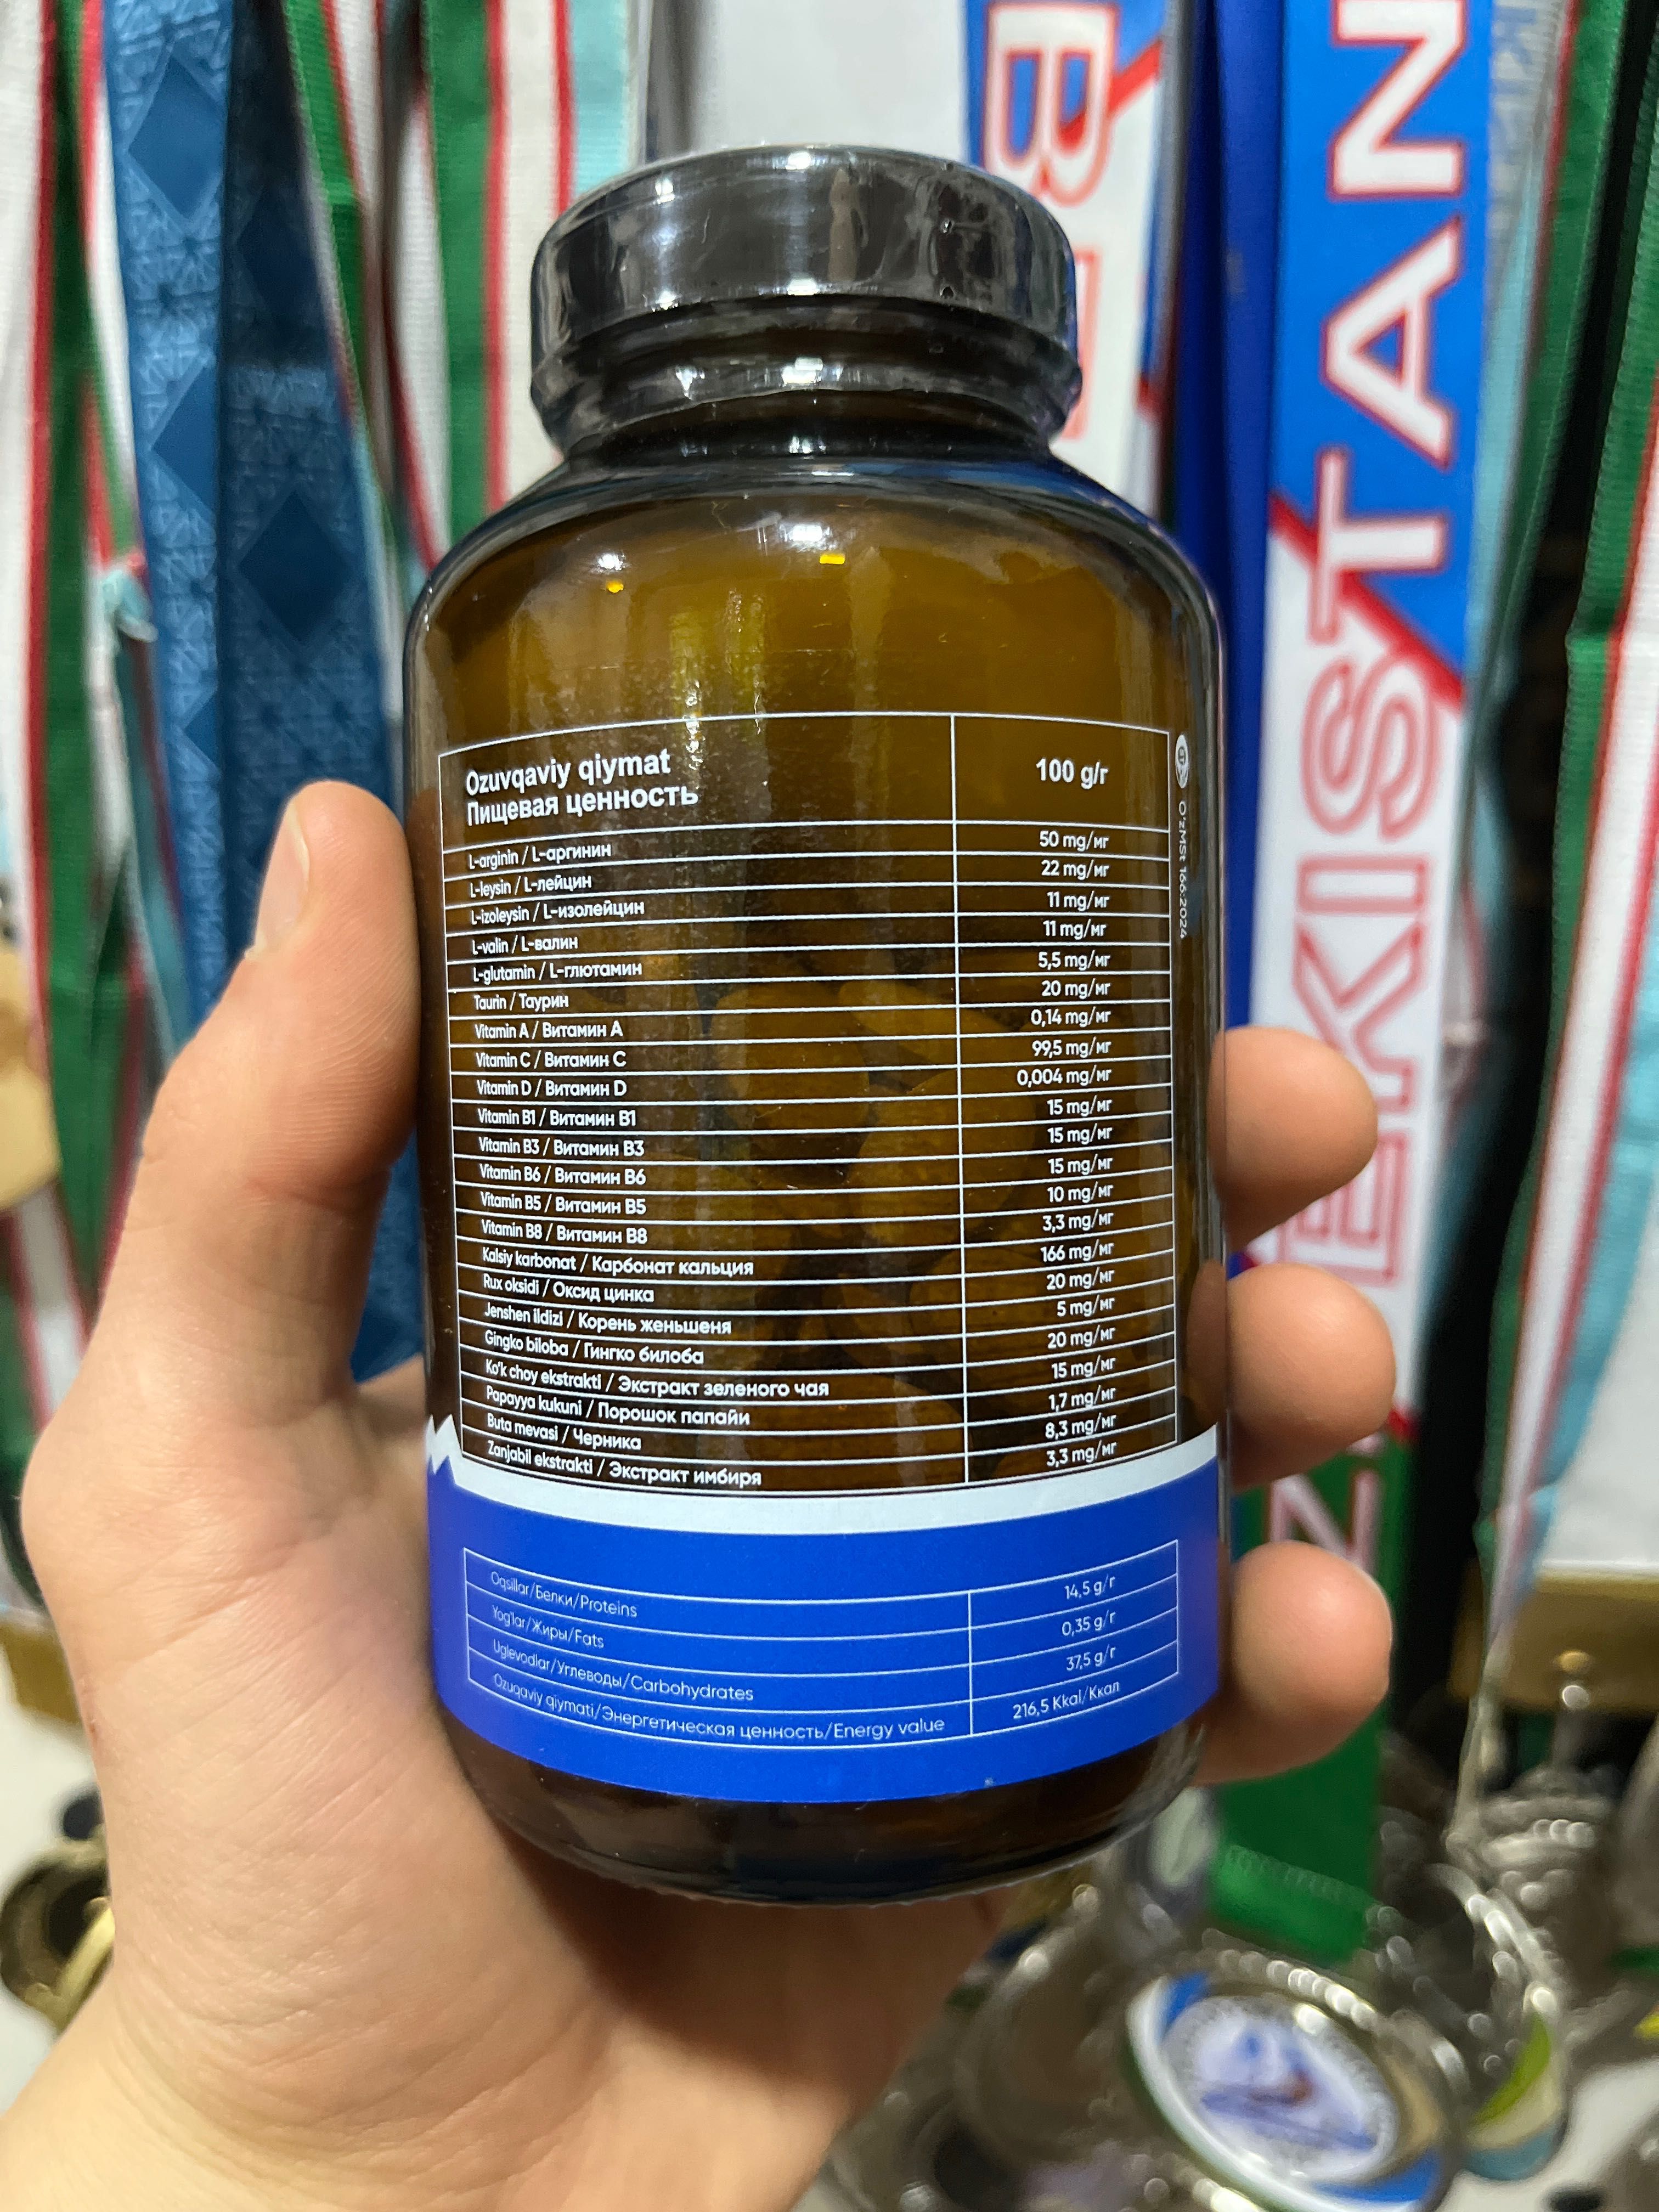 Ozuvqaviy qiymat
Пищевая ценность
100 g/г
L-arginin / L-аргинин 50 mg/мг
L-leysin / L-лейцин 22 mg/мг
L-izoleysin / L-изолейцин 11 mg/мг
L-valin / L-валин 11 mg/мг
L-glutamin / L-глютамин 5,5 mg/мг
Taurin / Таурин 20 mg/мг
Vitamin A / Витамин А 0,14 mg/мг
Vitamin C / Витамин С 99,5 mg/мг
Vitamin D / Витамин D 0,004 mg/мг
Vitamin B1 / Витамин B1 15 mg/мг
Vitamin B3 / Витамин B3 15 mg/мг
Vitamin B6 / Витамин B6 15 mg/мг
Vitamin B5 / Витамин B5 10 mg/мг
Vitamin B8 / Витамин B8 3,3 mg/мг
Kalsiy karbonat / Карбонат кальция 166 mg/мг
Rux oksidi / Оксид цинка 20 mg/мг
Jenshen ildizi / Корень женьшеня 5 mg/мг
Gingko biloba / Гингко билоба 20 mg/мг
Ko'k choy ekstrakti / Экстракт зеленого чая 15 mg/мг
Papayya kukuni / Порошок папайи 1,7 mg/мг
Buta mevasi / Черника 8,3 mg/мг
Zanjabil ekstrakti / Экстракт имбиря 3,3 mg/мг
O'zMSt 166:2024
Oqsillar/Белки/Proteins 14,5 g/г
Yog'lar/Жиры/Fats 0,35 g/г
Uglevodlar/Углеводы/Carbohydrates 37,5 g/г
Ozuqaviy qiymati/Энергетическая ценность/Energy value 216,5 Kkal/Ккал
ZBEKISTAN